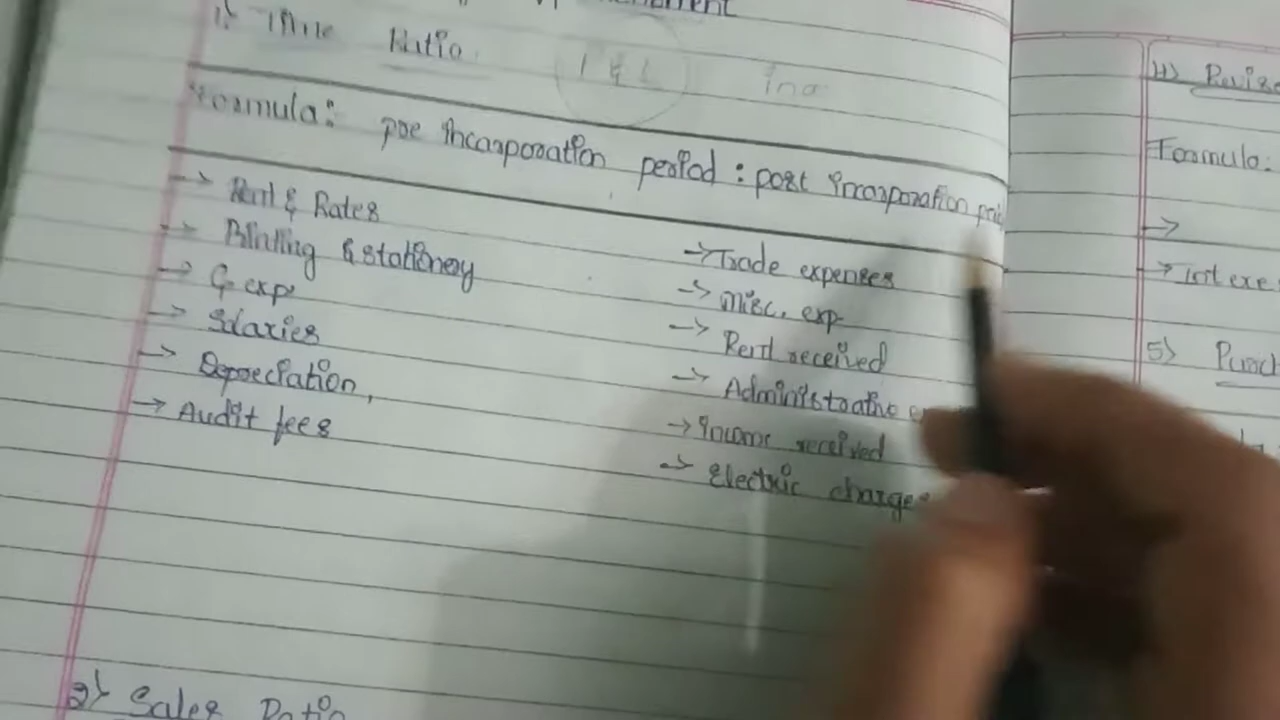 1) Time Ratio
P & L
Formula: pre incorporation period : post incorporation
-> Rent & Rates
-> Printing & stationery
-> G. exp
-> Salaries
-> Depreciation,
-> Audit fees
-> Trade expenses
-> Misc. exp
-> Rent received
-> Administrative
-> Income received
-> Electric charges
2) Sales Ratio
4)
Formula:
->
->
5)